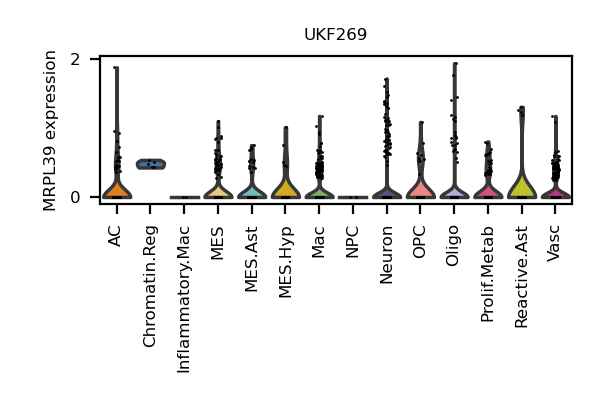 UKF269
MRPL39 expression
2
0
AC
Chromatin.Reg
Inflammatory.Mac
MES
MES.Ast
MES.Hyp
Mac
NPC
Neuron
OPC
Oligo
Prolif.Metab
Reactive.Ast
Vasc